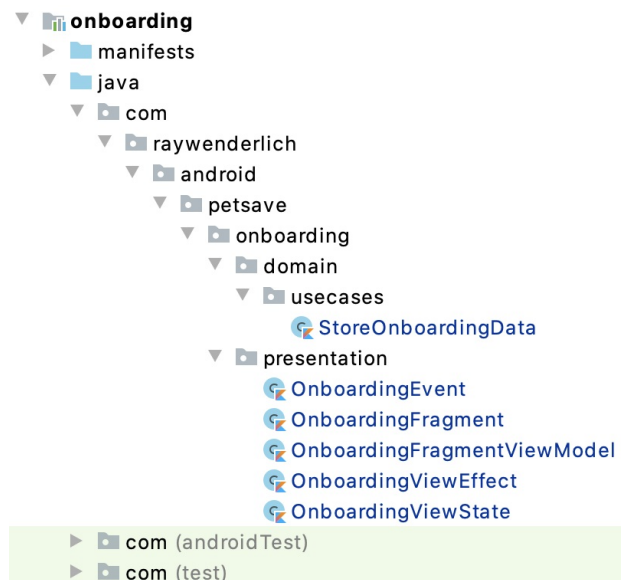 onboarding
manifests
java
com
raywenderlich
android
petsave
onboarding
domain
usecases
StoreOnboardingData
presentation
OnboardingEvent
OnboardingFragment
OnboardingFragmentViewModel
OnboardingViewEffect
OnboardingViewState
com (androidTest)
com (test)